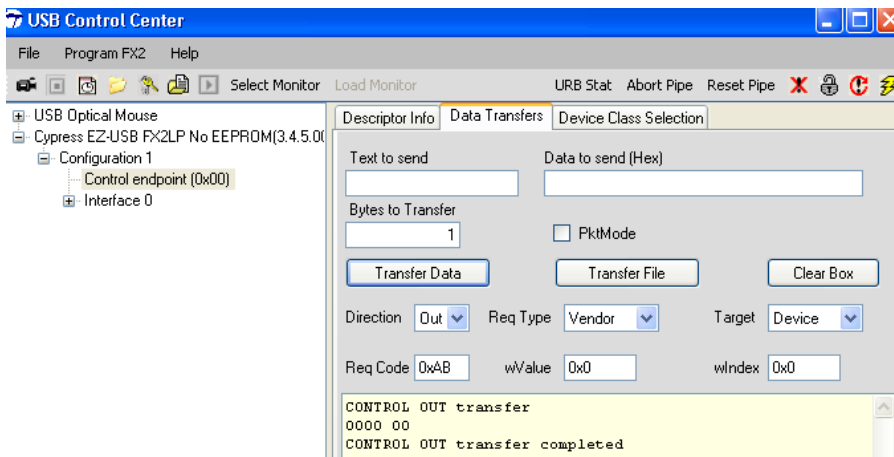 USB Control Center
File Program FX2 Help
Select Monitor Load Monitor URB Stat Abort Pipe Reset Pipe
USB Optical Mouse
Cypress EZ-USB FX2LP No EEPROM(3.4.5.0(
Configuration 1
Control endpoint (0x00)
Interface 0
Descriptor Info Data Transfers Device Class Selection
Text to send Data to send (Hex)
Bytes to Transfer
1 PktMode
Transfer Data Transfer File Clear Box
Direction Out Req Type Vendor Target Device
Req Code 0xAB wValue 0x0 wIndex 0x0
CONTROL OUT transfer
0000 00
CONTROL OUT transfer completed